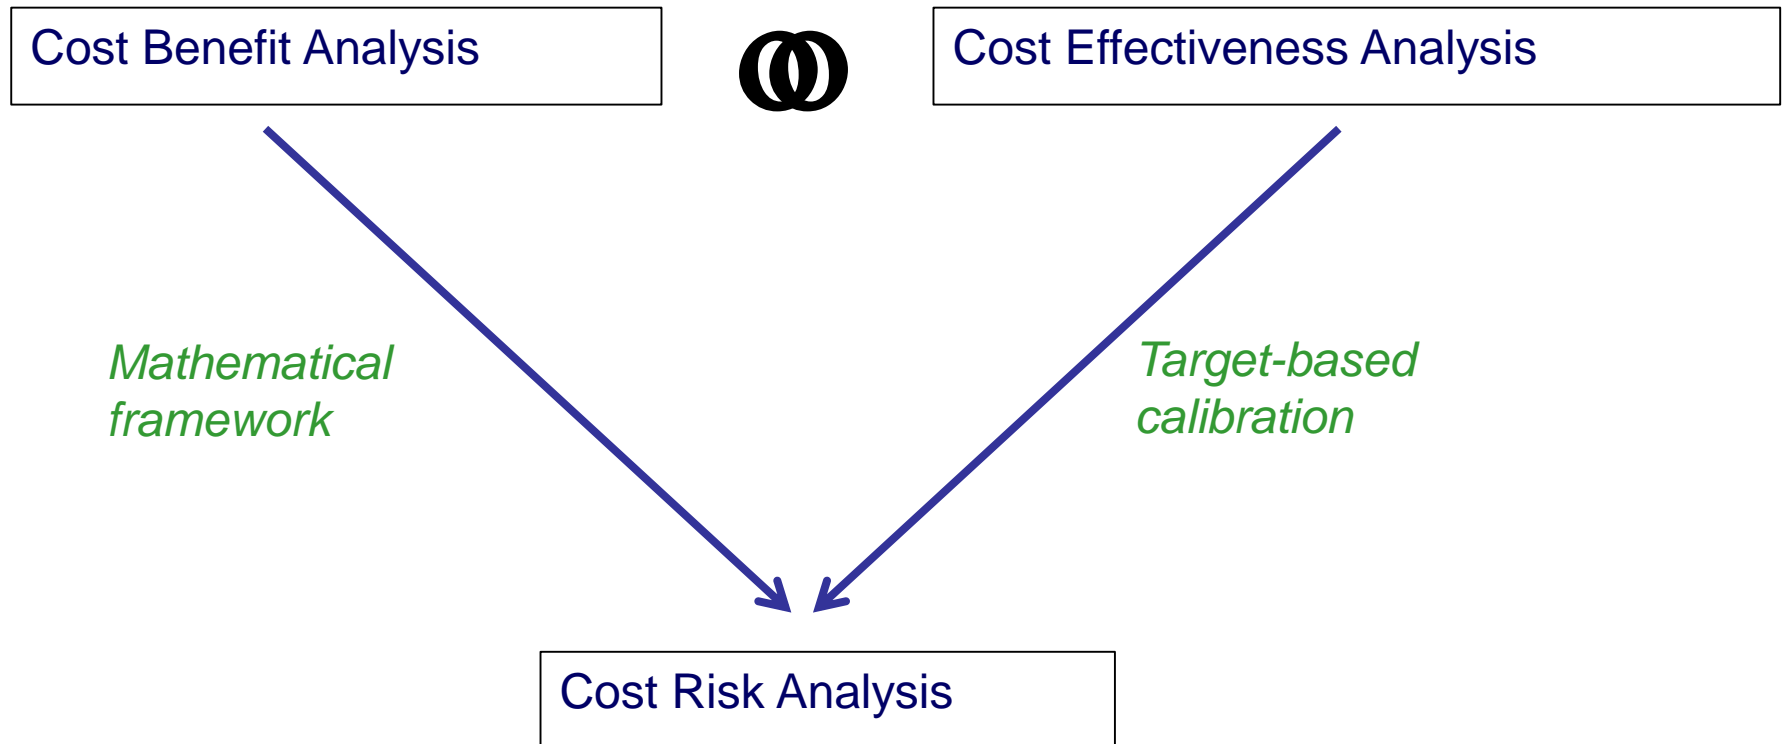 Cost Benefit Analysis
Cost Effectiveness Analysis
Mathematical
framework
Target-based
calibration
Cost Risk Analysis